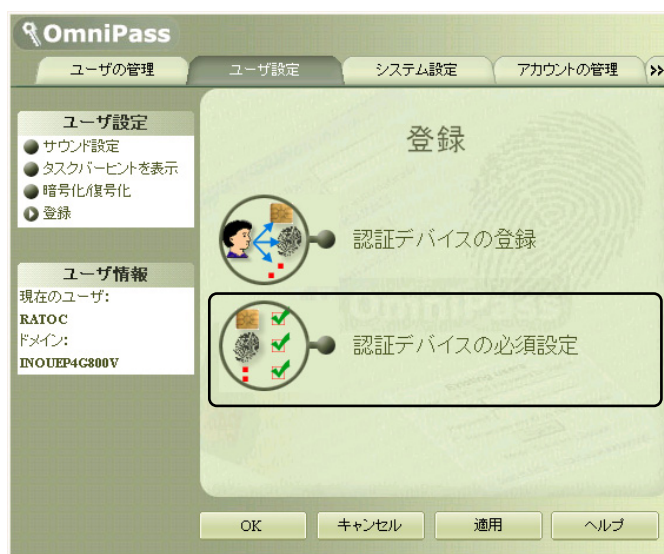 OmniPass
ユーザの管理
ユーザ設定
システム設定
アカウントの管理
»
ユーザ設定
サウンド設定
タスクバーヒントを表示
暗号化/復号化
登録
ユーザ情報
現在のユーザ:
RATOC
ドメイン:
INOUEP4G800V
登録
認証デバイスの登録
認証デバイスの必須設定
OK
キャンセル
適用
ヘルプ